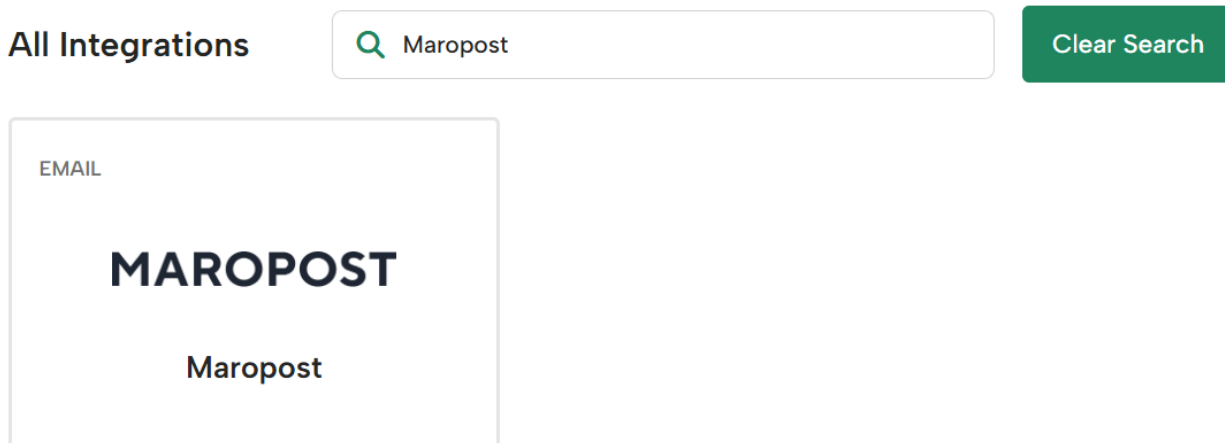 All Integrations
Maropost
Clear Search
EMAIL
MAROPOST
Maropost